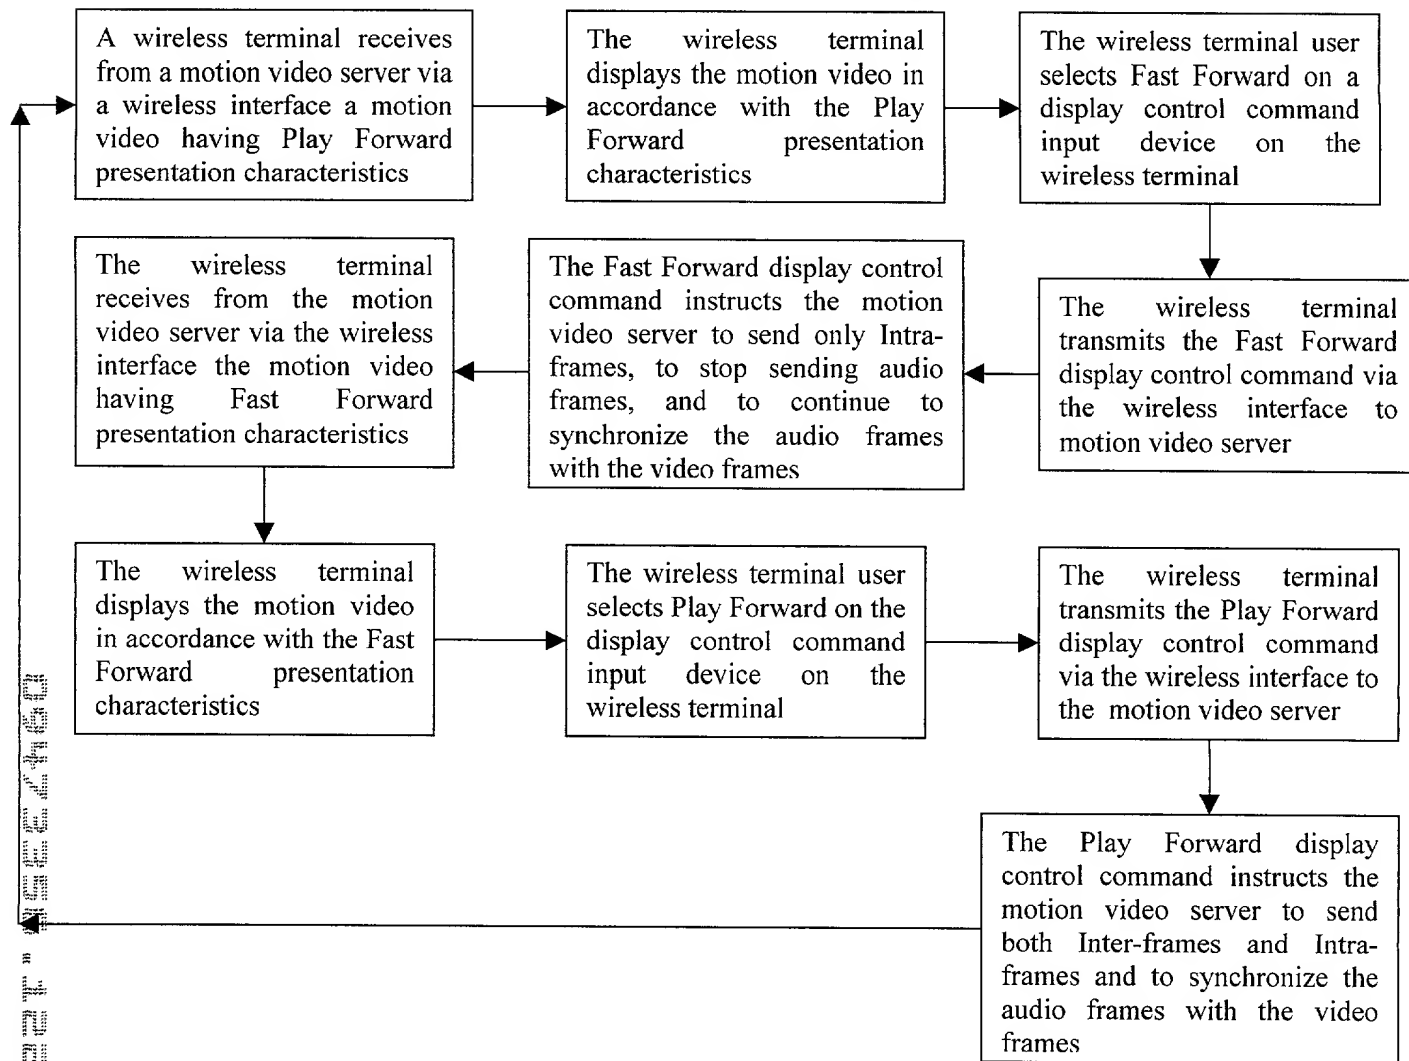 A wireless terminal receives
from a motion video server via
a wireless interface a motion
video having Play Forward
presentation characteristics
The wireless terminal
displays the motion video in
accordance with the Play
Forward presentation
characteristics
The wireless terminal user
selects Fast Forward on a
display control command
input device on the
wireless terminal
The wireless terminal
transmits the Fast Forward
display control command via
the wireless interface to
motion video server
The Fast Forward display control
command instructs the motion
video server to send only Intra-
frames, to stop sending audio
frames, and to continue to
synchronize the audio frames
with the video frames
The wireless terminal
receives from the motion
video server via the wireless
interface the motion video
having Fast Forward
presentation characteristics
The wireless terminal
displays the motion video
in accordance with the Fast
Forward presentation
characteristics
The wireless terminal user
selects Play Forward on the
display control command
input device on the
wireless terminal
The wireless terminal
transmits the Play Forward
display control command
via the wireless interface to
the motion video server
The Play Forward display
control command instructs the
motion video server to send
both Inter-frames and Intra-
frames and to synchronize the
audio frames with the video
frames